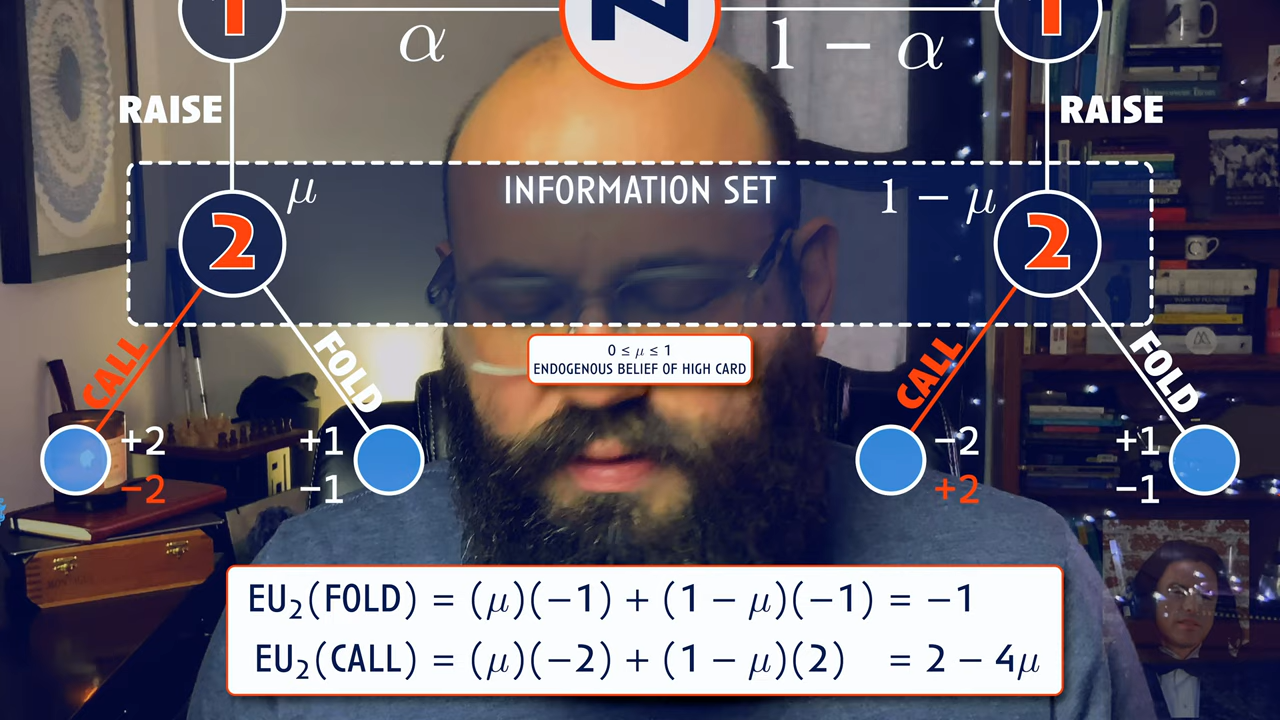 1
N
1
α
1 − α
RAISE
RAISE
μ
INFORMATION SET
1 − μ
2
2
CALL
FOLD
CALL
FOLD
0 ≤ μ ≤ 1
ENDOGENOUS BELIEF OF HIGH CARD
+2
+1
−2
+1
−2
−1
+2
−1
EU₂(FOLD) = (μ)(−1) + (1 − μ)(−1) = −1
EU₂(CALL) = (μ)(−2) + (1 − μ)(2) = 2 − 4μ